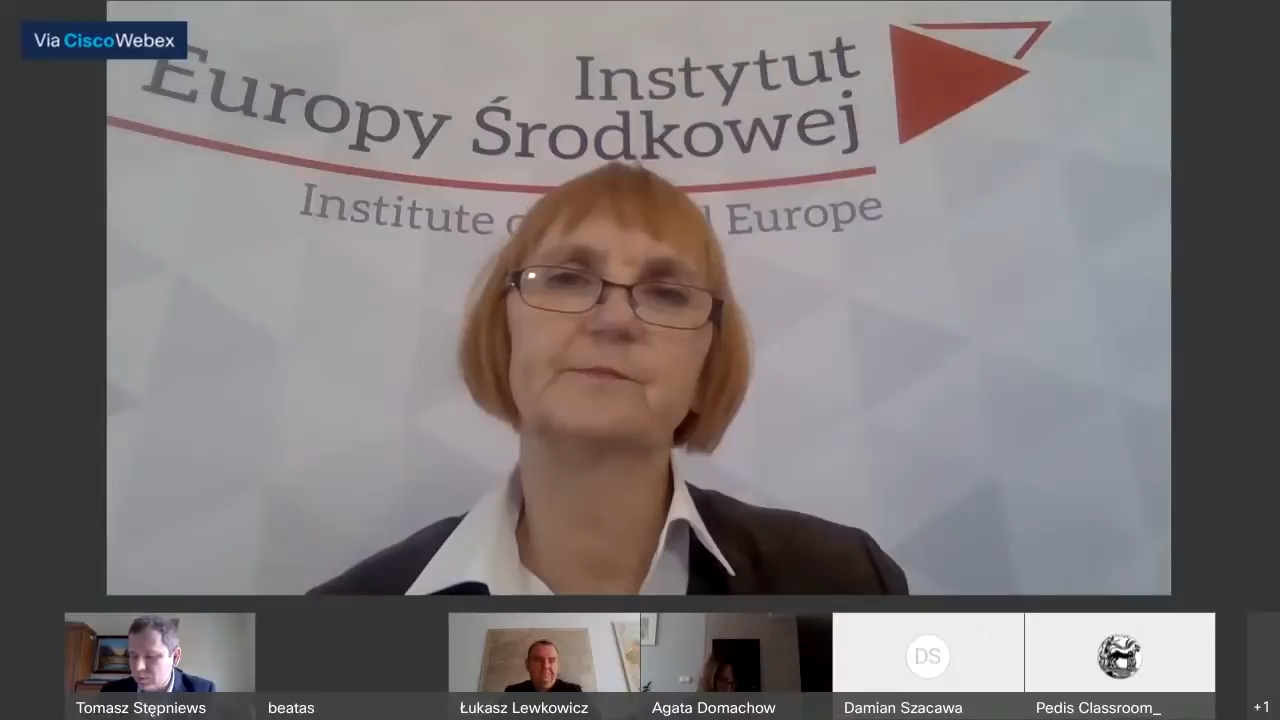 Via CiscoWebex
Instytut
Europy Środkowej
Institute Europe
DS
Tomasz Stępniews
beatas
Łukasz Lewkowicz
Agata Domachow
Damian Szacawa
Pedis Classroom_
+1